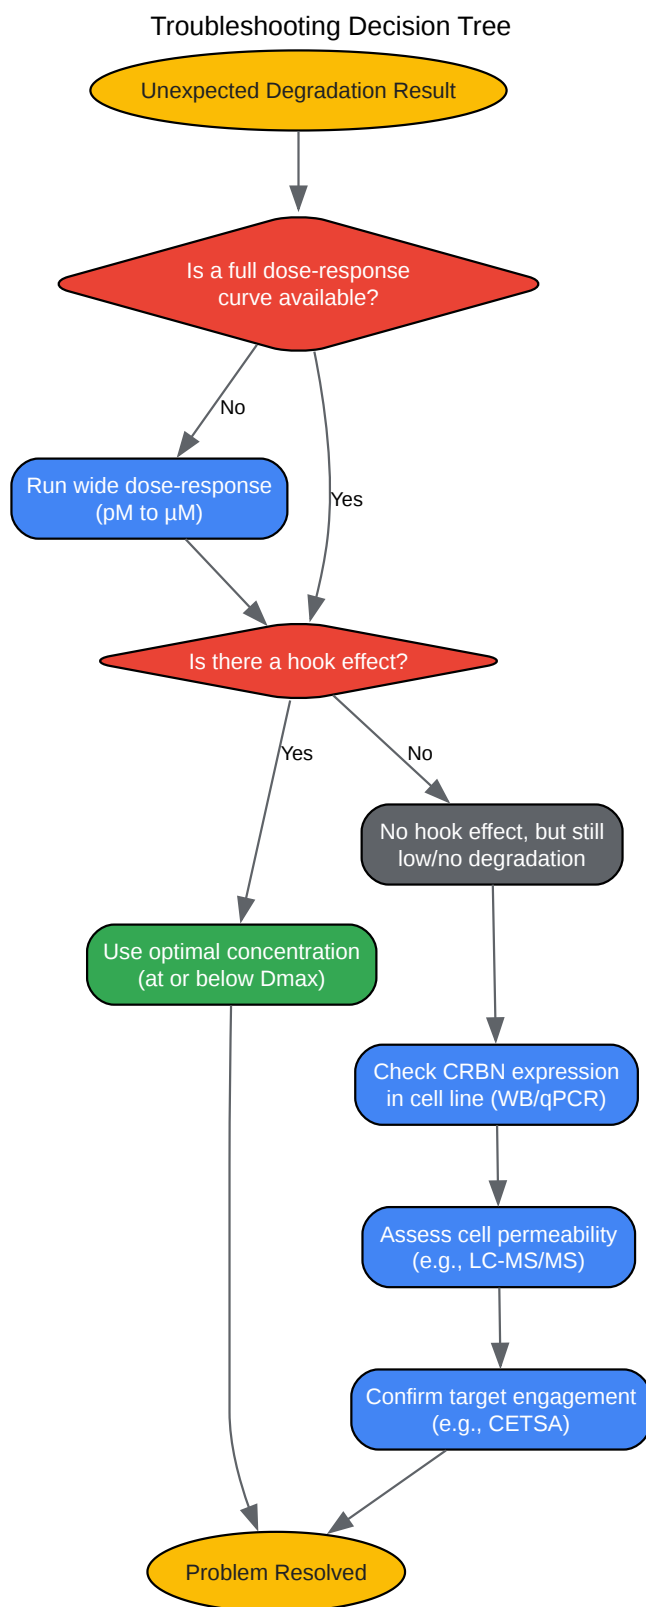 Troubleshooting Decision Tree
Unexpected Degradation Result
Is a full dose-response
curve available?
No
Run wide dose-response
(pM to µM)
Yes
Is there a hook effect?
Yes
No
No hook effect, but still
low/no degradation
Use optimal concentration
(at or below Dmax)
Check CRBN expression
in cell line (WB/qPCR)
Assess cell permeability
(e.g., LC-MS/MS)
Confirm target engagement
(e.g., CETSA)
Problem Resolved